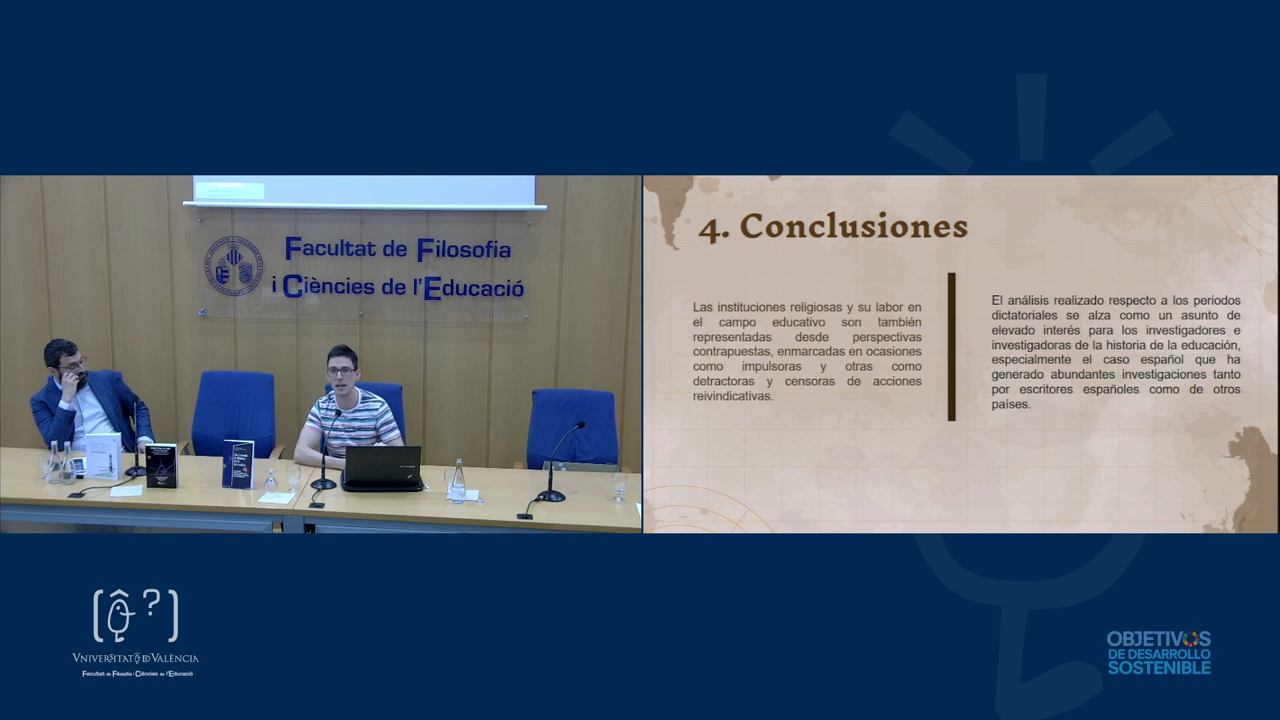 Facultat de Filosofia
i Ciències de l'Educació
4. Conclusiones
Las instituciones religiosas y su labor en
el campo educativo son también
representadas desde perspectivas
contrapuestas, enmarcadas en ocasiones
como impulsoras y otras como
detractoras y censoras de acciones
reivindicativas.
El análisis realizado respecto a los periodos
dictatoriales se alza como un asunto de
elevado interés para los investigadores e
investigadoras de la historia de la educación,
especialmente el caso español que ha
generado abundantes investigaciones tanto
por escritores españoles como de otros
países.
[Ô?]
VNIVERSITATQDVALÈNCIA
Facultat de Filosofia i Ciències de l'Educació
OBJETIVOS
DE DESARROLLO
SOSTENIBLE